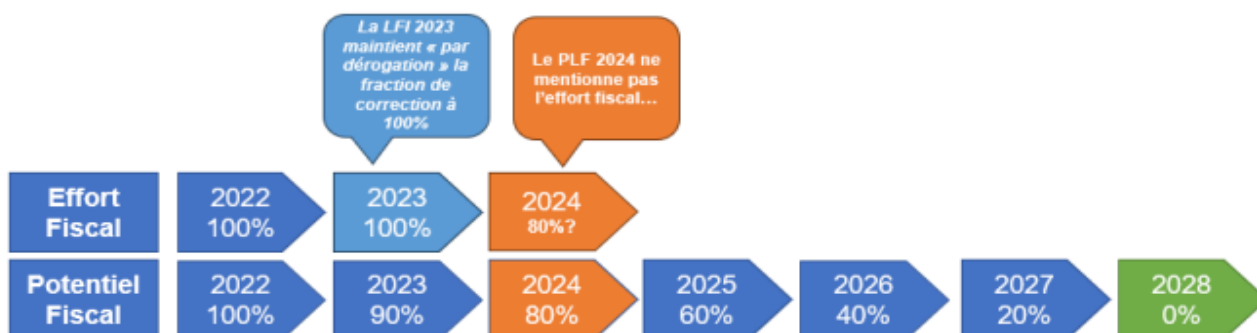 La LFI 2023
maintient « par
dérogation » la
fraction de
correction à
100%
Le PLF 2024 ne
mentionne pas
l'effort fiscal...
Effort
Fiscal
2022
100%
2023
100%
2024
80%?
Potentiel
Fiscal
2022
100%
2023
90%
2024
80%
2025
60%
2026
40%
2027
20%
2028
0%